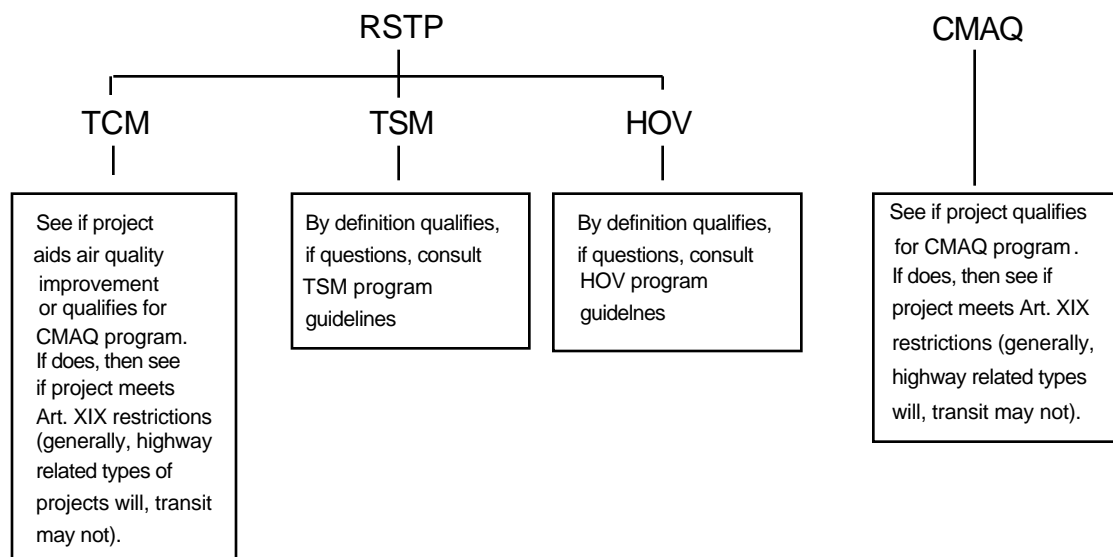 RSTP
CMAQ
TCM
TSM
HOV
See if project
aids air quality
improvement
or qualifies for
CMAQ program.
If does, then see
if project meets
Art. XIX restrictions
(generally, highway
related types of
projects will, transit
may not).
By definition qualifies,
if questions, consult
TSM program
guidelines
By definition qualifies,
if questions, consult
HOV program
guidelnes
See if project qualifies
for CMAQ program.
If does, then see if
project meets Art. XIX
restrictions (generally,
highway related types
will, transit may not).